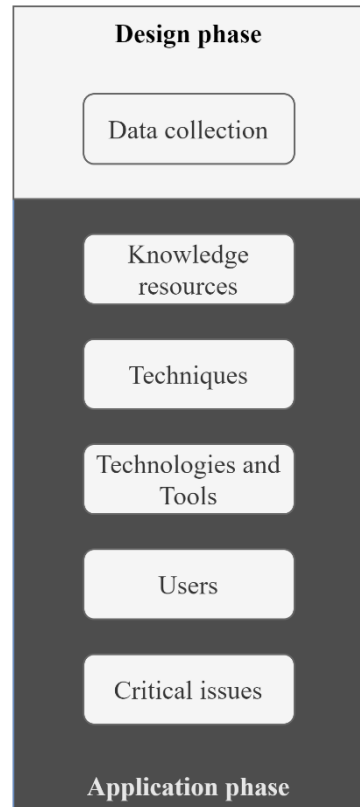 Design phase
Data collection
Knowledge
resources
Techniques
Technologies and
Tools
Users
Critical issues
Application phase